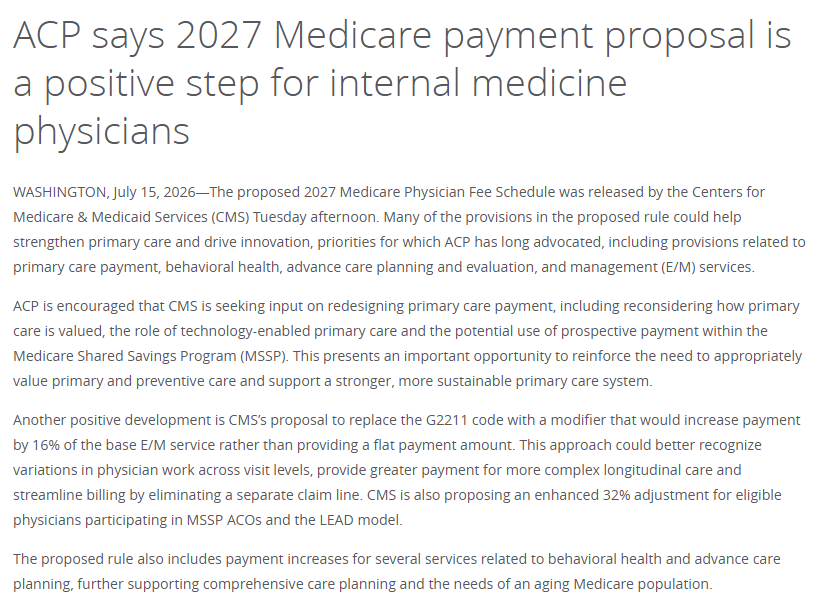 ACP says 2027 Medicare payment proposal is
a positive step for internal medicine
physicians
WASHINGTON, July 15, 2026—The proposed 2027 Medicare Physician Fee Schedule was released by the Centers for
Medicare & Medicaid Services (CMS) Tuesday afternoon. Many of the provisions in the proposed rule could help
strengthen primary care and drive innovation, priorities for which ACP has long advocated, including provisions related to
primary care payment, behavioral health, advance care planning and evaluation, and management (E/M) services.
ACP is encouraged that CMS is seeking input on redesigning primary care payment, including reconsidering how primary
care is valued, the role of technology-enabled primary care and the potential use of prospective payment within the
Medicare Shared Savings Program (MSSP). This presents an important opportunity to reinforce the need to appropriately
value primary and preventive care and support a stronger, more sustainable primary care system.
Another positive development is CMS’s proposal to replace the G2211 code with a modifier that would increase payment
by 16% of the base E/M service rather than providing a flat payment amount. This approach could better recognize
variations in physician work across visit levels, provide greater payment for more complex longitudinal care and
streamline billing by eliminating a separate claim line. CMS is also proposing an enhanced 32% adjustment for eligible
physicians participating in MSSP ACOs and the LEAD model.
The proposed rule also includes payment increases for several services related to behavioral health and advance care
planning, further supporting comprehensive care planning and the needs of an aging Medicare population.